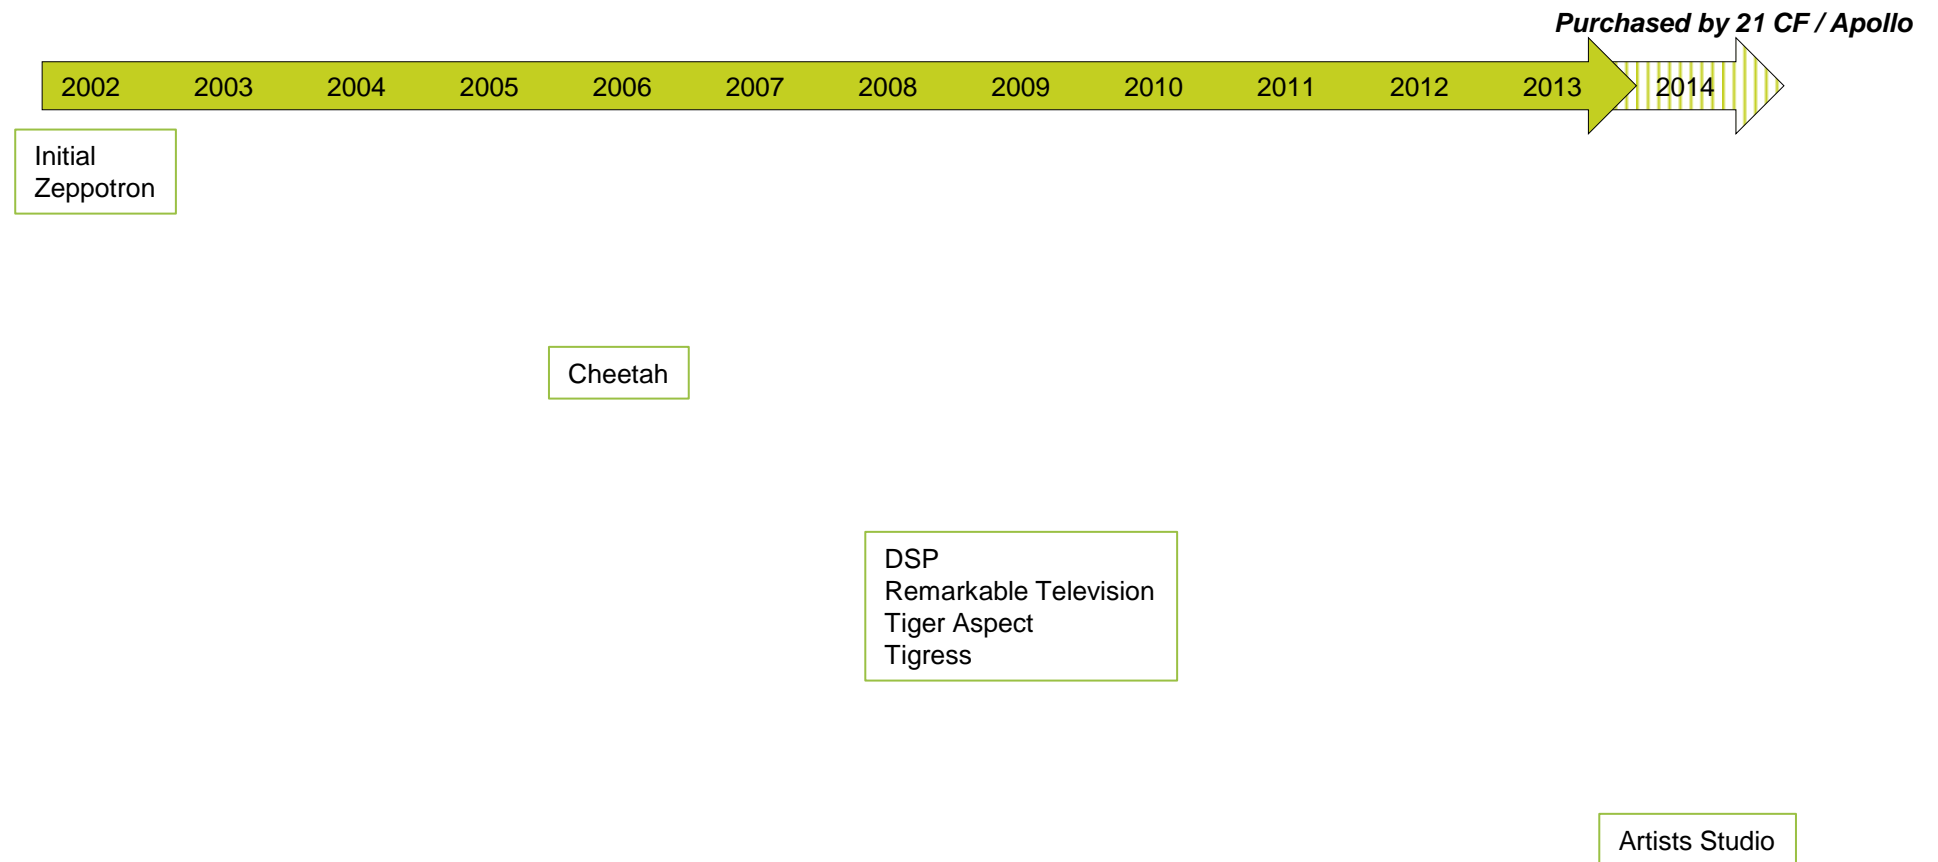 Purchased by 21 CF / Apollo
2002 2003 2004 2005 2006 2007 2008 2009 2010 2011 2012 2013 2014
Initial
Zeppotron
Cheetah
DSP
Remarkable Television
Tiger Aspect
Tigress
Artists Studio